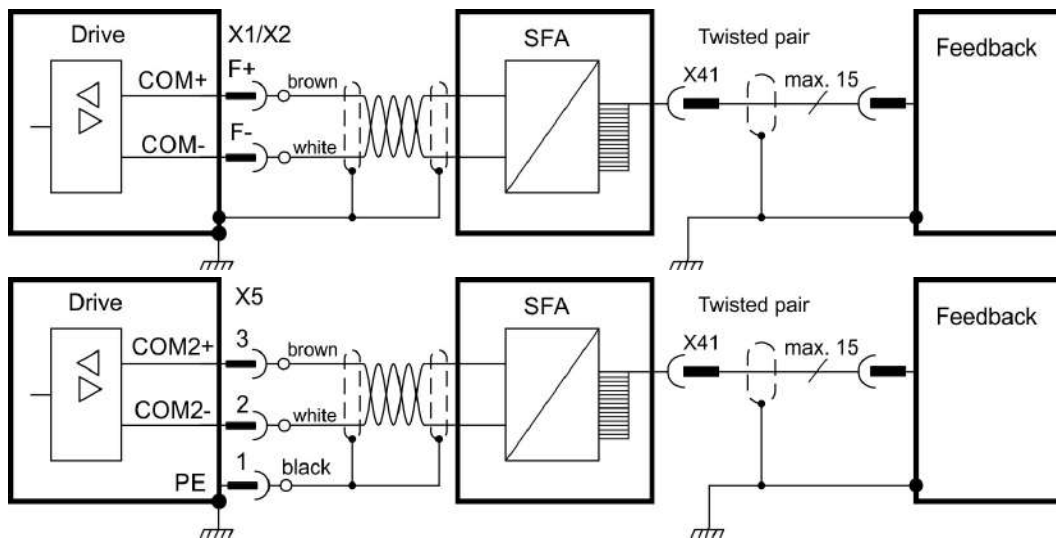 Drive
X1/X2
SFA
Twisted pair
Feedback
COM+
F+
brown
X41
max. 15
COM-
F-
white
Drive
X5
SFA
Twisted pair
Feedback
COM2+
3
brown
X41
max. 15
COM2-
2
white
PE
1
black